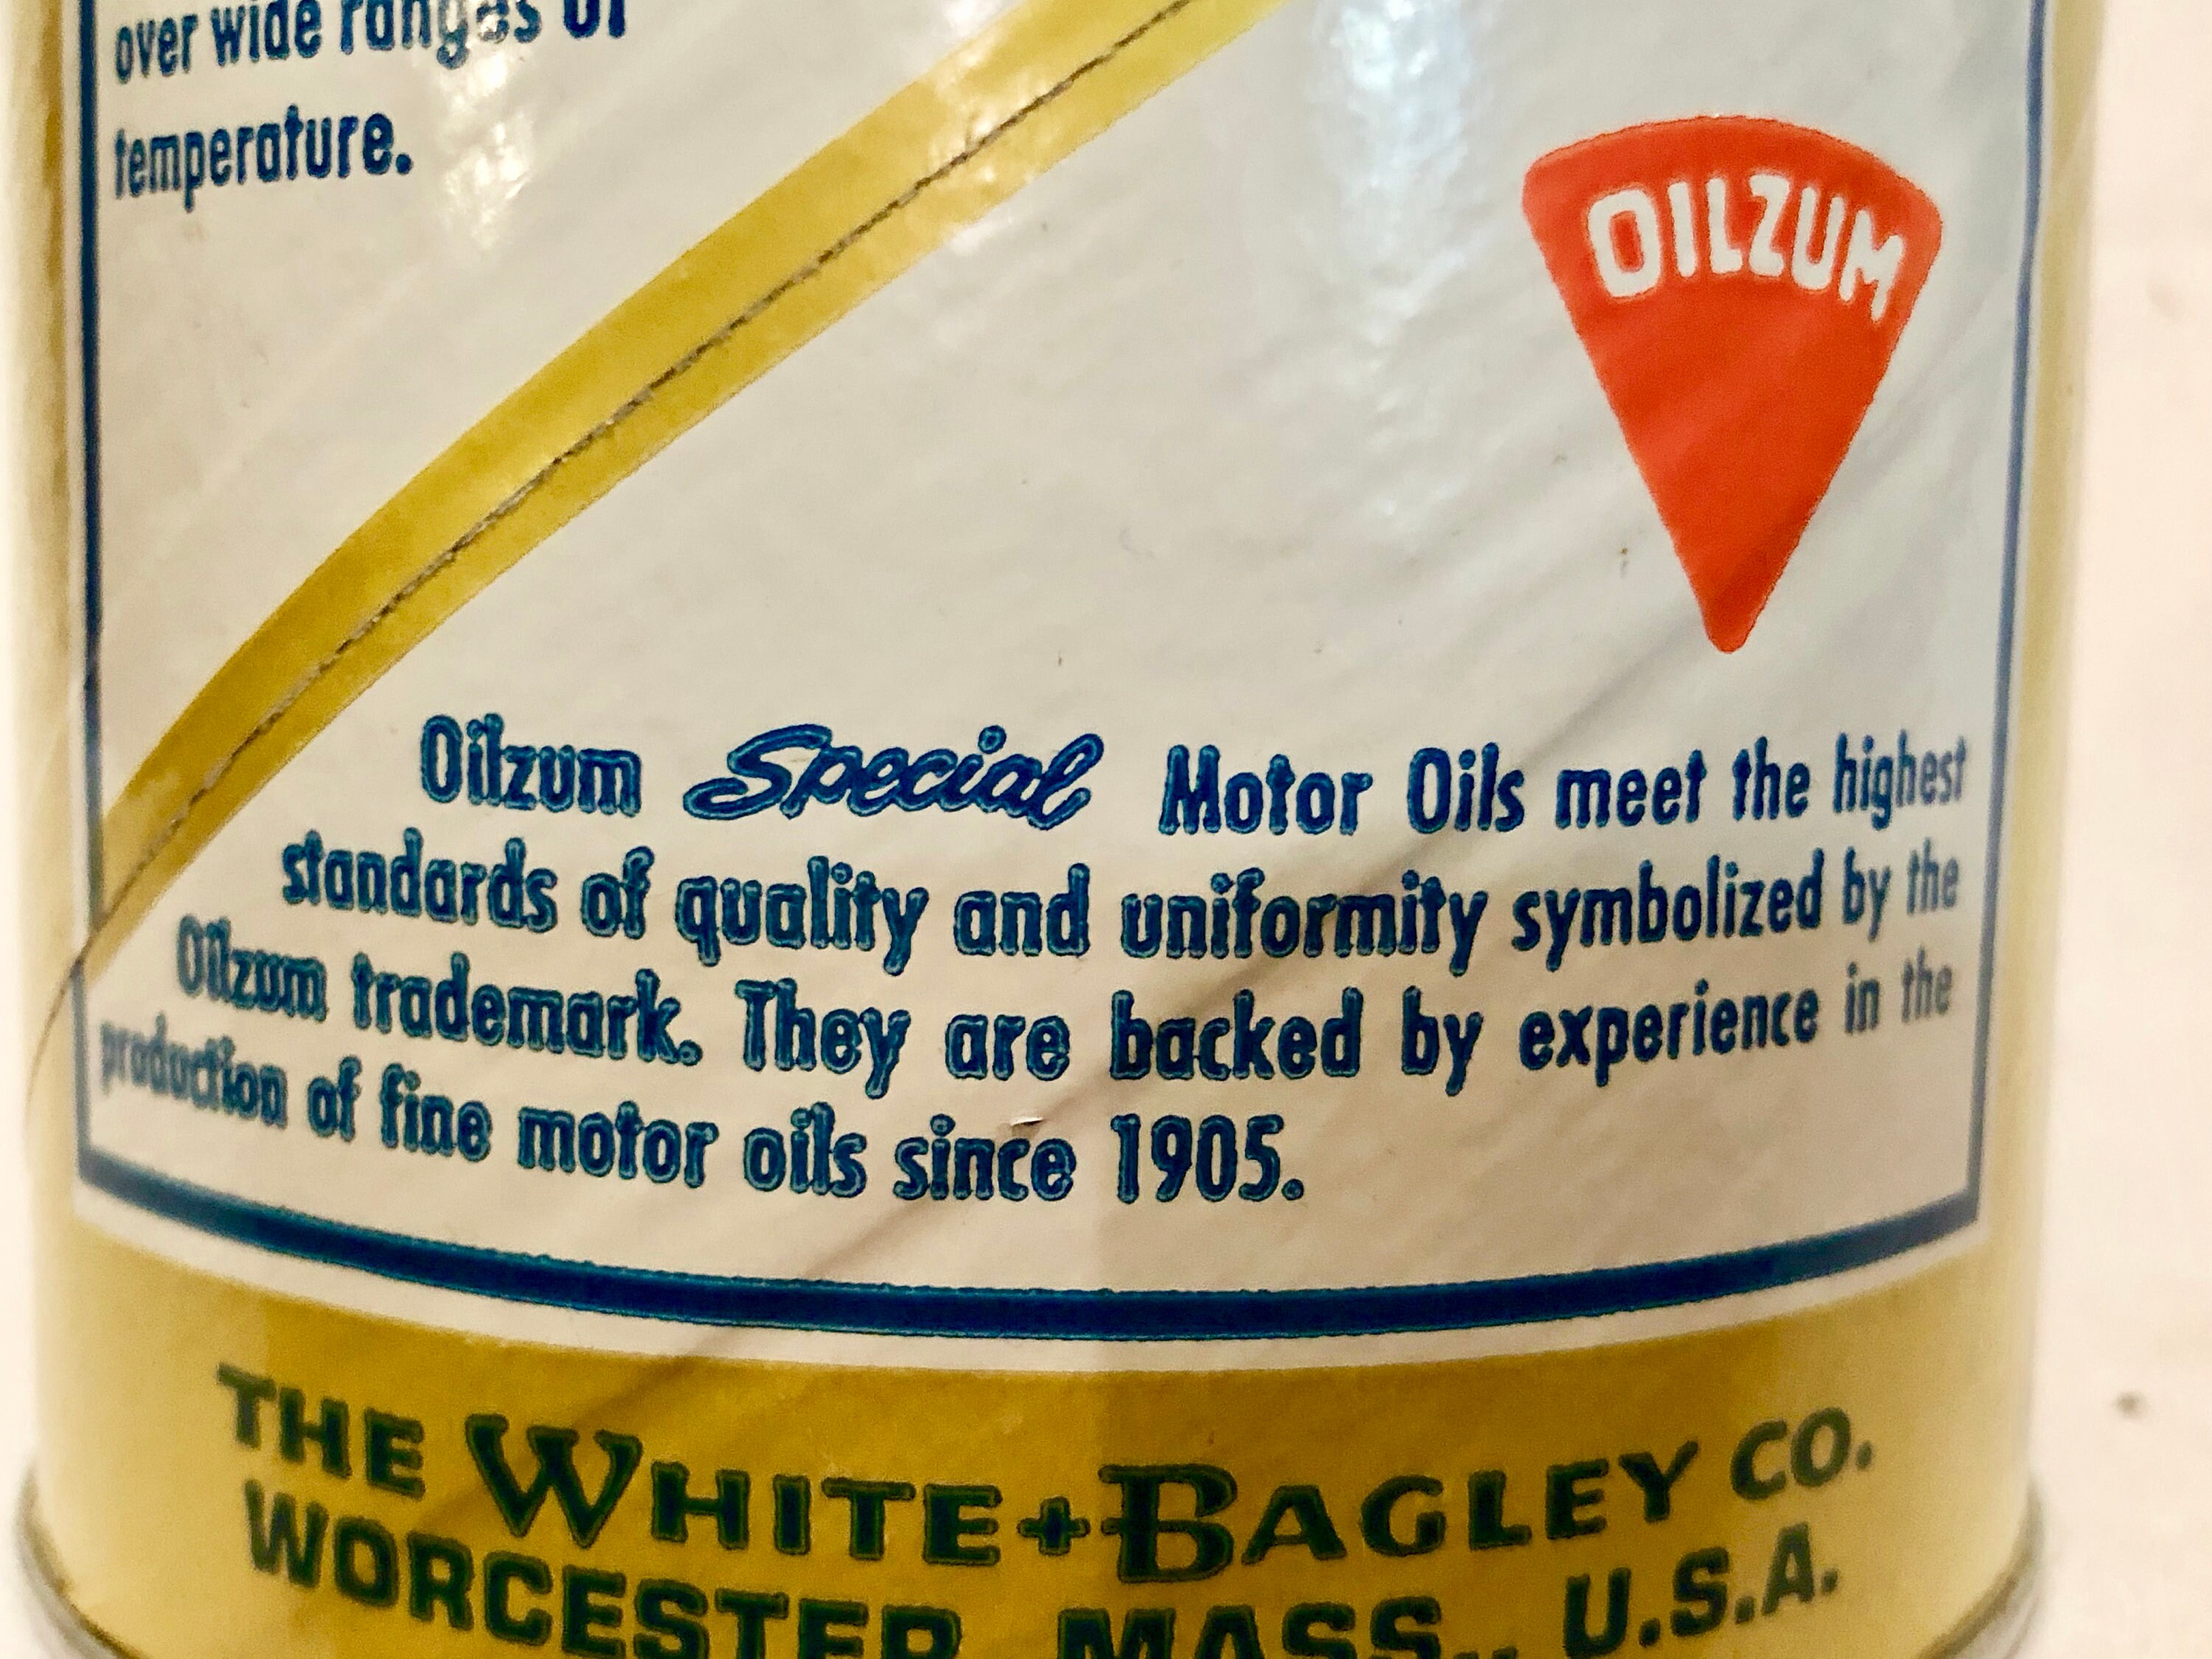 over wide ranges of
temperature.
OILZUM
Oilzum Special Motor Oils meet the highest
standards of quality and uniformity symbolized by the
Oilzum trademark. They are backed by experience in the
production of fine motor oils since 1905.
THE WHITE + BAGLEY CO.
WORCESTER, MASS., U.S.A.